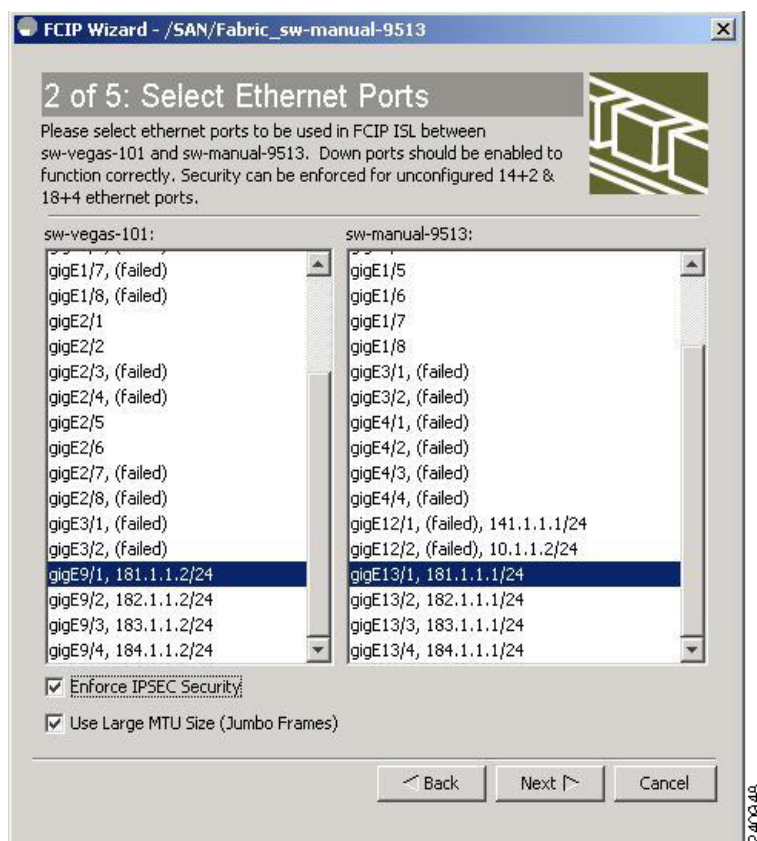 FCIP Wizard - /SAN/Fabric_sw-manual-9513
2 of 5: Select Ethernet Ports
Please select ethernet ports to be used in FCIP ISL between
sw-vegas-101 and sw-manual-9513. Down ports should be enabled to
function correctly. Security can be enforced for unconfigured 14+2 &
18+4 ethernet ports.
sw-vegas-101:
gigE1/7, (failed)
gigE1/8, (failed)
gigE2/1
gigE2/2
gigE2/3, (failed)
gigE2/4, (failed)
gigE2/5
gigE2/6
gigE2/7, (failed)
gigE2/8, (failed)
gigE3/1, (failed)
gigE3/2, (failed)
gigE9/1, 181.1.1.2/24
gigE9/2, 182.1.1.2/24
gigE9/3, 183.1.1.2/24
gigE9/4, 184.1.1.2/24
sw-manual-9513:
gigE1/5
gigE1/6
gigE1/7
gigE1/8
gigE3/1, (failed)
gigE3/2, (failed)
gigE4/1, (failed)
gigE4/2, (failed)
gigE4/3, (failed)
gigE4/4, (failed)
gigE12/1, (failed), 141.1.1.1/24
gigE12/2, (failed), 10.1.1.2/24
gigE13/1, 181.1.1.1/24
gigE13/2, 182.1.1.1/24
gigE13/3, 183.1.1.1/24
gigE13/4, 184.1.1.1/24
Enforce IPSEC Security
Use Large MTU Size (Jumbo Frames)
Back
Next
Cancel
240948